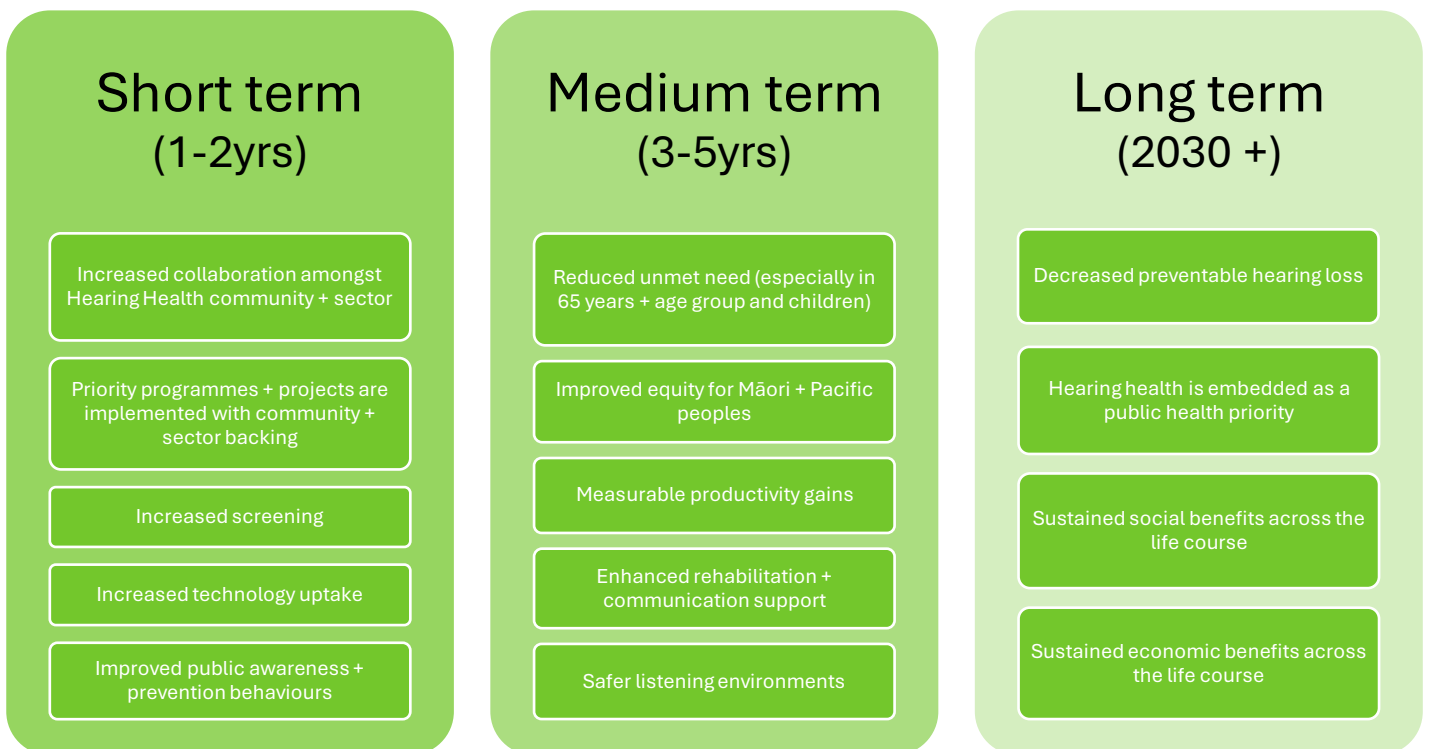 Short term
(1-2yrs)
Increased collaboration amongst
Hearing Health community + sector
Priority programmes + projects are
implemented with community +
sector backing
Increased screening
Increased technology uptake
Improved public awareness +
prevention behaviours
Medium term
(3-5yrs)
Reduced unmet need (especially in
65 years + age group and children)
Improved equity for Māori + Pacific
peoples
Measurable productivity gains
Enhanced rehabilitation +
communication support
Safer listening environments
Long term
(2030 +)
Decreased preventable hearing loss
Hearing health is embedded as a
public health priority
Sustained social benefits across the
life course
Sustained economic benefits across
the life course